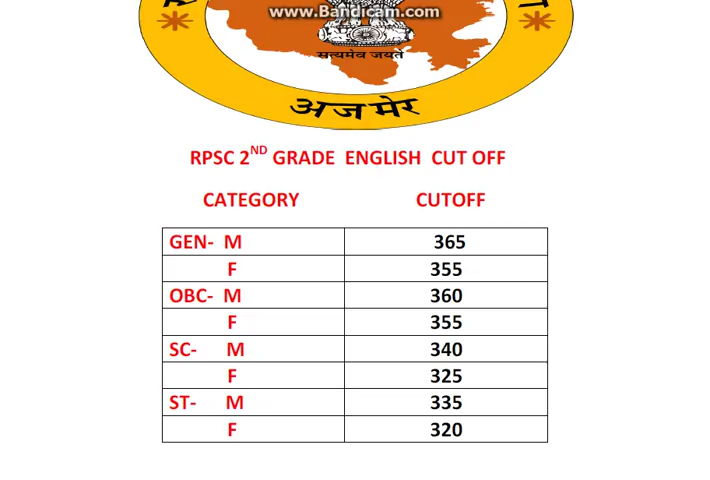 www.Bandicam.com
सत्यमेव जयते
अजमेर
RPSC 2ND GRADE ENGLISH CUT OFF
CATEGORY CUTOFF
GEN- M 365
F 355
OBC- M 360
F 355
SC- M 340
F 325
ST- M 335
F 320